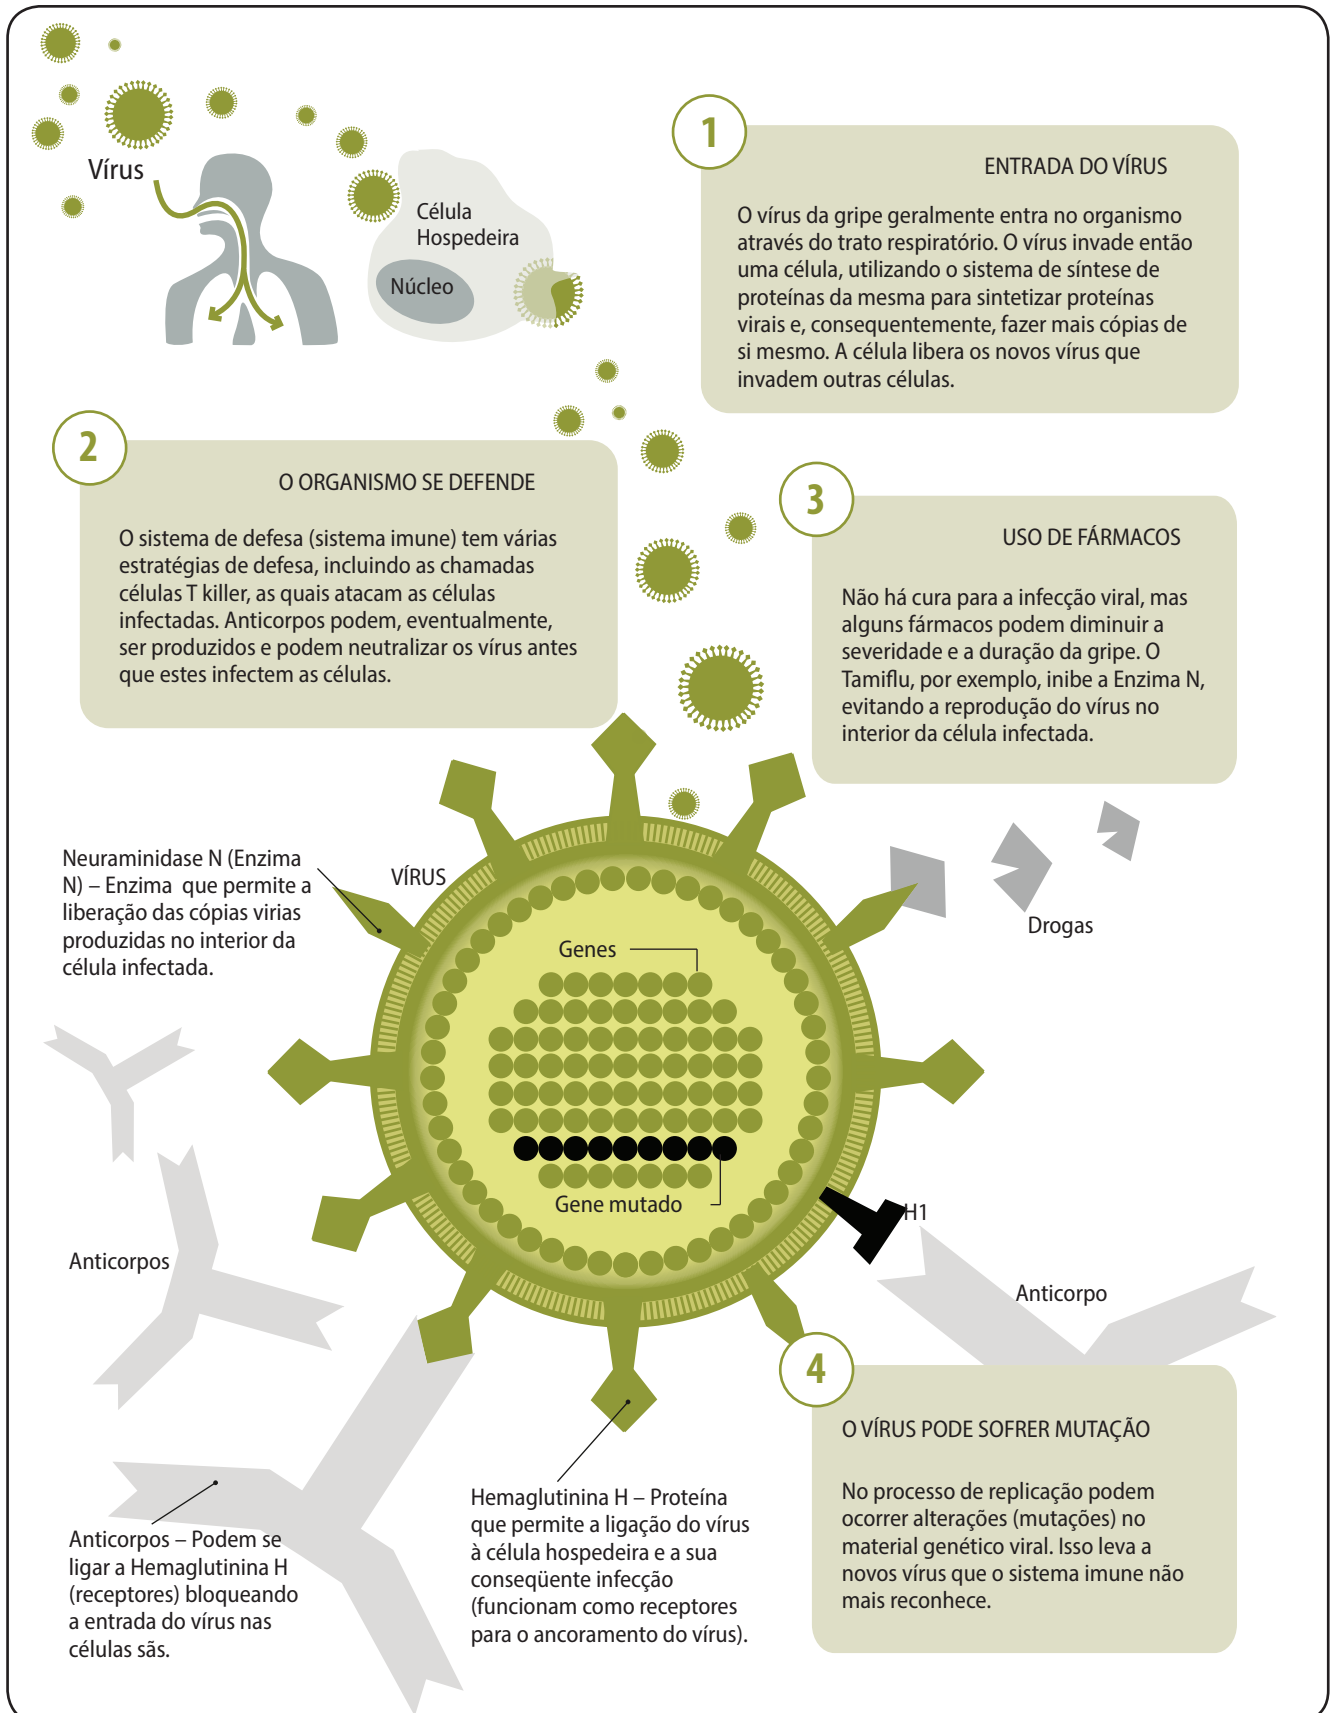 Vírus
Célula
Hospedeira
Núcleo
1
ENTRADA DO VÍRUS
O vírus da gripe geralmente entra no organismo
através do trato respiratório. O vírus invade então
uma célula, utilizando o sistema de síntese de
proteínas da mesma para sintetizar proteínas
virais e, consequentemente, fazer mais cópias de
si mesmo. A célula libera os novos vírus que
invadem outras células.
2
O ORGANISMO SE DEFENDE
O sistema de defesa (sistema imune) tem várias
estratégias de defesa, incluindo as chamadas
células T killer, as quais atacam as células
infectadas. Anticorpos podem, eventualmente,
ser produzidos e podem neutralizar os vírus antes
que estes infectem as células.
3
USO DE FÁRMACOS
Não há cura para a infecção viral, mas
alguns fármacos podem diminuir a
severidade e a duração da gripe. O
Tamiflu, por exemplo, inibe a Enzima N,
evitando a reprodução do vírus no
interior da célula infectada.
Neuraminidase N (Enzima
N) – Enzima que permite a
liberação das cópias virias
produzidas no interior da
célula infectada.
VÍRUS
Drogas
Genes
Gene mutado
H1
Anticorpos
Anticorpo
4
O VÍRUS PODE SOFRER MUTAÇÃO
No processo de replicação podem
ocorrer alterações (mutações) no
material genético viral. Isso leva a
novos vírus que o sistema imune não
mais reconhece.
Hemaglutinina H – Proteína
que permite a ligação do vírus
à célula hospedeira e a sua
conseqüente infecção
(funcionam como receptores
para o ancoramento do vírus).
Anticorpos – Podem se
ligar a Hemaglutinina H
(receptores) bloqueando
a entrada do vírus nas
células sãs.